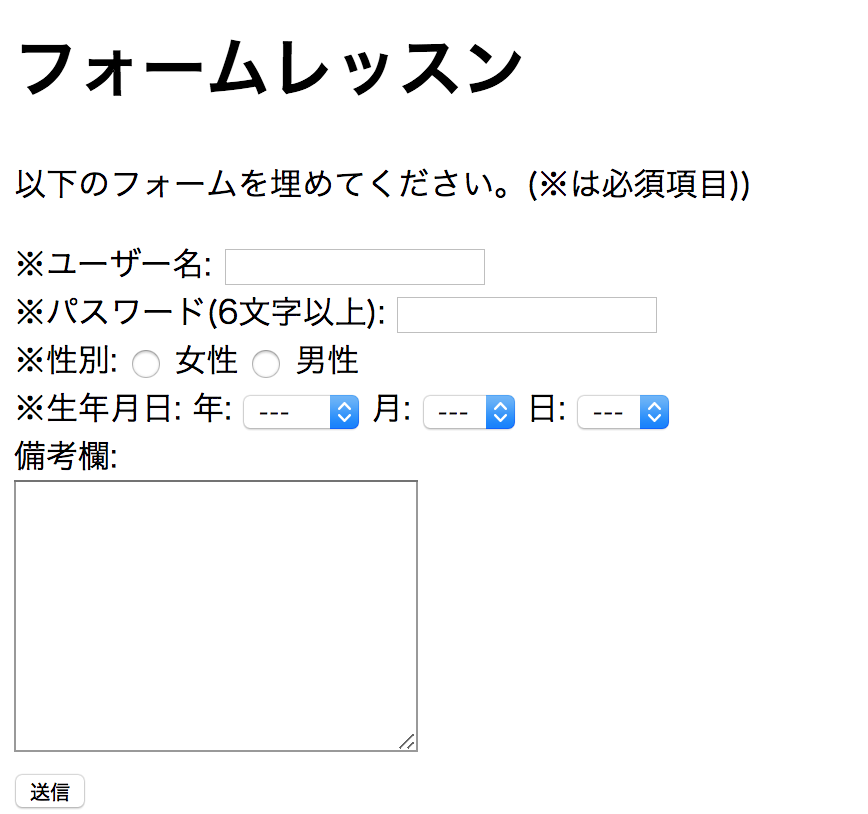 フォームレッスン
以下のフォームを埋めてください。(※は必須項目))
※ユーザー名:
※パスワード(6文字以上):
※性別: 女性 男性
※生年月日: 年: --- 月: --- 日: ---
備考欄:
送信